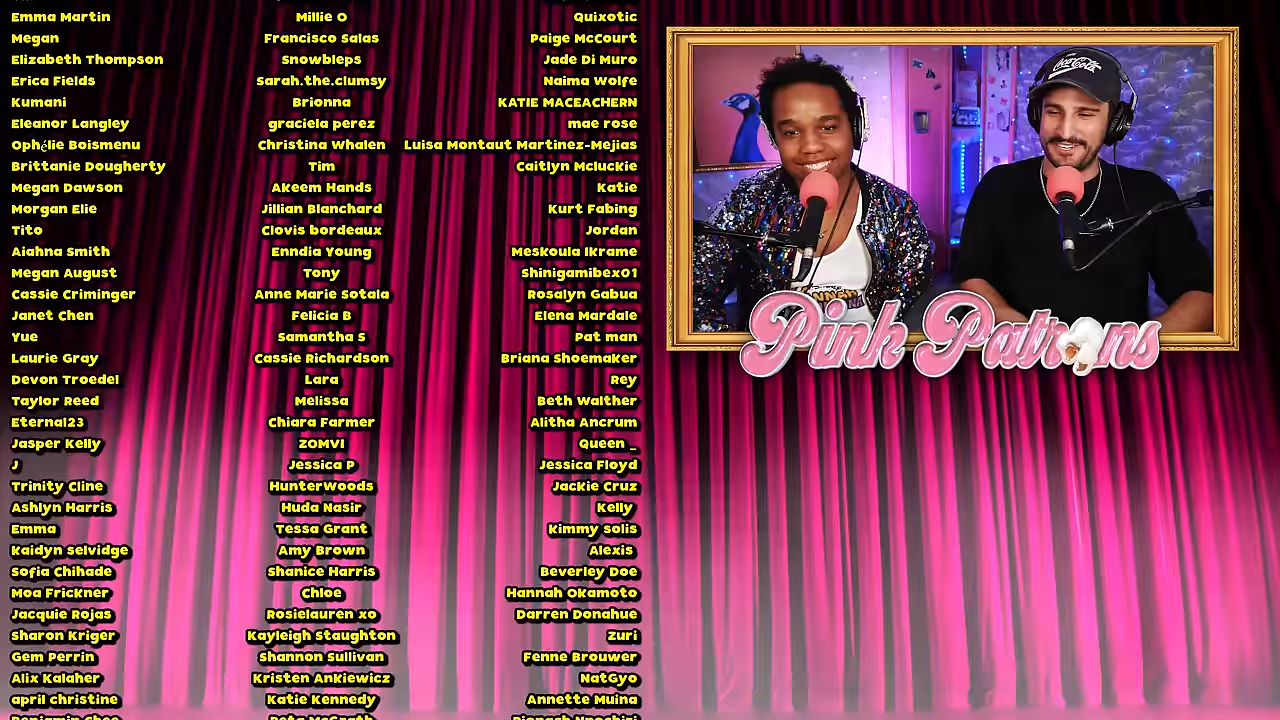 Emma Martin
Megan
Elizabeth Thompson
Erica Fields
Kumani
Eleanor Langley
Ophélie Boismenu
Brittanie Dougherty
Megan Dawson
Morgan Elie
Tito
Aiahna Smith
Megan August
Cassie Criminger
Janet Chen
Yue
Laurie Gray
Devon Troedel
Taylor Reed
Eternal23
Jasper Kelly
J
Trinity Cline
Ashlyn Harris
Emma
Kaidyn selvidge
Sofia Chihade
Moa Frickner
Jacquie Rojas
Sharon Kriger
Gem Perrin
Alix Kalaher
april christine
Millie O
Francisco Salas
Snowbleps
Sarah.the.clumsy
Brionna
graciela perez
Christina Whalen
Tim
Akeem Hands
Jillian Blanchard
Clovis bordeaux
Enndia Young
Tony
Anne Marie Sotala
Felicia B
Samantha S
Cassie Richardson
Lara
Melissa
Chiara Farmer
ZOMVI
Jessica P
HunterWoods
Huda Nasir
Tessa Grant
Amy Brown
Shanice Harris
Chloe
Rosielauren xo
Kayleigh Staughton
Shannon Sullivan
Kristen Ankiewicz
Katie Kennedy
Quixotic
Paige McCourt
Jade Di Muro
Naima Wolfe
KATIE MACEACHERN
mae rose
Luisa Montaut Martinez-Mejias
Caitlyn Mcluckie
Katie
Kurt Fabing
Jordan
Meskoula Ikrame
Shinigamibex01
Rosalyn Gabua
Elena Mardale
Pat man
Briana Shoemaker
Rey
Beth Walther
Alitha Ancrum
Queen _
Jessica Floyd
Jackie Cruz
Kelly
Kimmy solis
Alexis
Beverley Doe
Hannah Okamoto
Darren Donahue
Zuri
Fenne Brouwer
NatGyo
Annette Muina
Coca-Cola
Pink Patrons